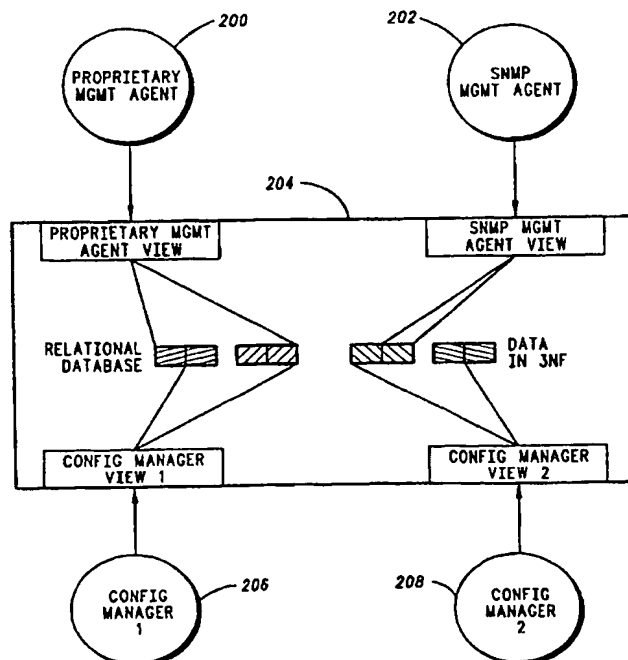 200
202
PROPRIETARY
MGMT AGENT
SNMP
MGMT AGENT
204
PROPRIETARY MGMT
AGENT VIEW
SNMP MGMT
AGENT VIEW
RELATIONAL
DATABASE
DATA
IN 3NF
CONFIG MANAGER
VIEW 1
CONFIG MANAGER
VIEW 2
CONFIG
MANAGER
1
206
208
CONFIG
MANAGER
2